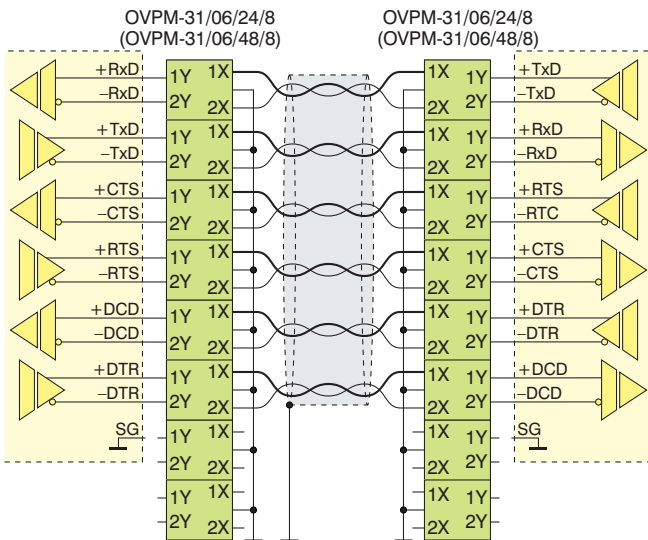 OVPM-31/06/24/8 OVPM-31/06/24/8
(OVPM-31/06/48/8) (OVPM-31/06/48/8)
+RxD 1Y 1X 1X 1Y +TxD
−RxD 2Y 2X 2X 2Y −TxD
+TxD 1Y 1X 1X 1Y +RxD
−TxD 2Y 2X 2X 2Y −RxD
+CTS 1Y 1X 1X 1Y +RTS
−CTS 2Y 2X 2X 2Y −RTC
+RTS 1Y 1X 1X 1Y +CTS
−RTS 2Y 2X 2X 2Y −CTS
+DCD 1Y 1X 1X 1Y +DTR
−DCD 2Y 2X 2X 2Y −DTR
+DTR 1Y 1X 1X 1Y +DCD
−DTR 2Y 2X 2X 2Y −DCD
SG 1Y 1X 1X 1Y SG
2Y 2X 2X 2Y
1Y 1X 1X 1Y
2Y 2X 2X 2Y